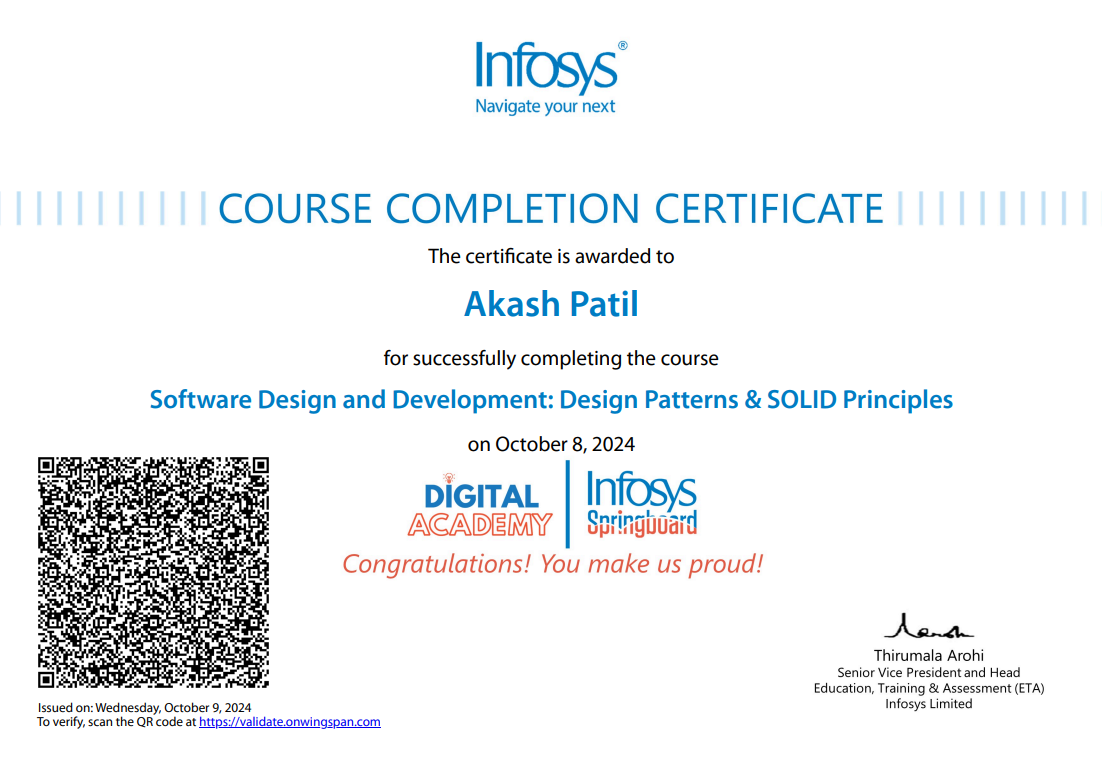 Infosys®
Navigate your next
COURSE COMPLETION CERTIFICATE
The certificate is awarded to
Akash Patil
for successfully completing the course
Software Design and Development: Design Patterns & SOLID Principles
on October 8, 2024
DIGITAL
ACADEMY
Infosys
Springboard
Congratulations! You make us proud!
Thirumala Arohi
Senior Vice President and Head
Education, Training & Assessment (ETA)
Infosys Limited
Issued on: Wednesday, October 9, 2024
To verify, scan the QR code at https://validate.onwingspan.com